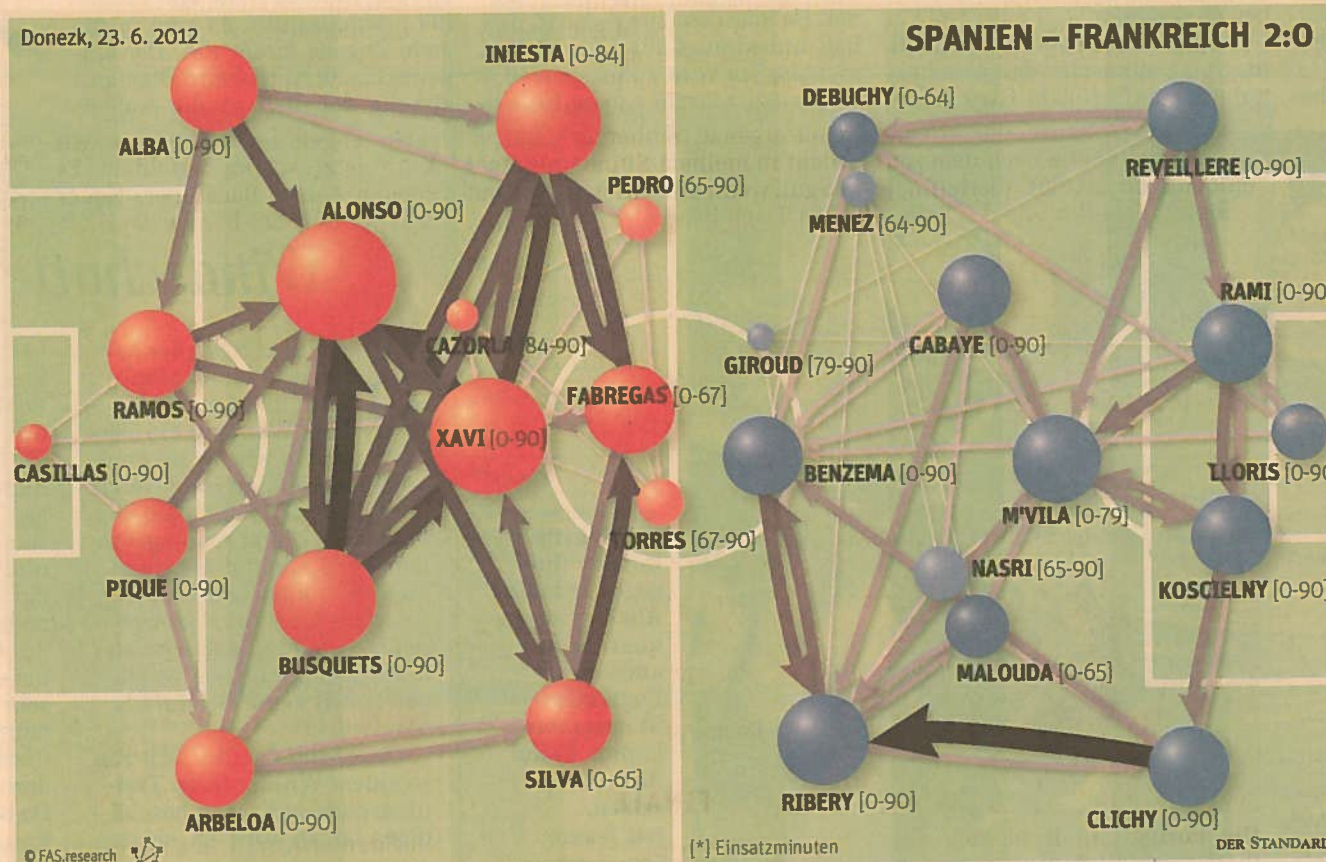 Donezk, 23. 6. 2012
SPANIEN – FRANKREICH 2:0
INIESTA [0-84]
ALBA [0-90]
PEDRO [65-90]
ALONSO [0-90]
CAZORLA [84-90]
RAMOS [0-90]
FABREGAS [0-67]
XAVI [0-90]
CASILLAS [0-90]
TORRES [67-90]
PIQUE [0-90]
BUSQUETS [0-90]
SILVA [0-65]
ARBELOA [0-90]
DEBUCHY [0-64]
REVEILLERE [0-90]
MENEZ [64-90]
RAMI [0-90
GIROUD [79-90]
CABAYE [0-90]
BENZEMA [0-90]
LLORIS [0-90
M'VILA [0-79]
NASRI [65-90]
KOSCIELNY [0-90]
MALOUDA [0-65]
RIBERY [0-90]
CLICHY [0-90]
© FAS.research
[*] Einsatzminuten
DER STANDARD